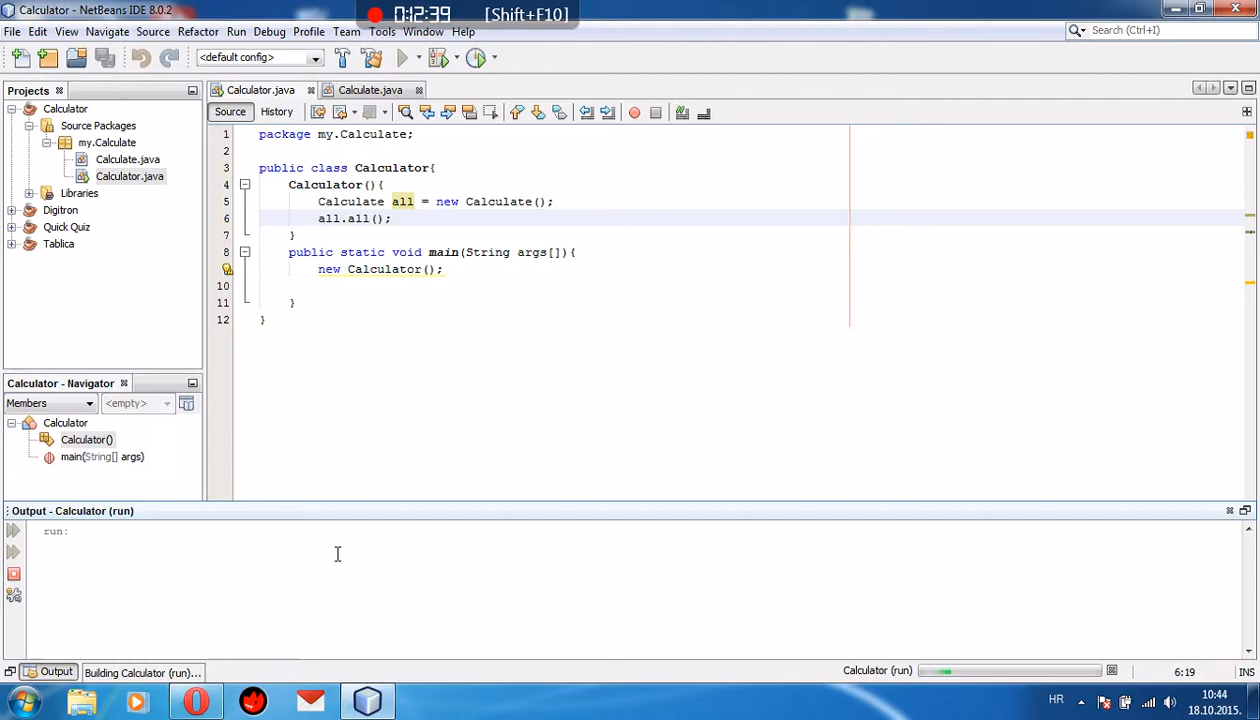 Calculator - NetBeans IDE 8.0.2
0:12:39 [Shift+F10]
File Edit View Navigate Source Refactor Run Debug Profile Team Tools Window Help
Search (Ctrl+I)
<default config>
Projects
Calculator.java
Calculate.java
Source
History
Calculator
Source Packages
my.Calculate
Calculate.java
Calculator.java
Libraries
Digitron
Quick Quiz
Tablica
1 package my.Calculate;
2
3 public class Calculator{
4 Calculator(){
5 Calculate all = new Calculate();
6 all.all();
7 }
8 public static void main(String args[]){
new Calculator();
10
11 }
12 }
Calculator - Navigator
Members
<empty>
Calculator
Calculator()
main(String[] args)
Output - Calculator (run)
run:
Output
Building Calculator (run)...
Calculator (run)
6:19
INS
HR
10:44
18.10.2015.